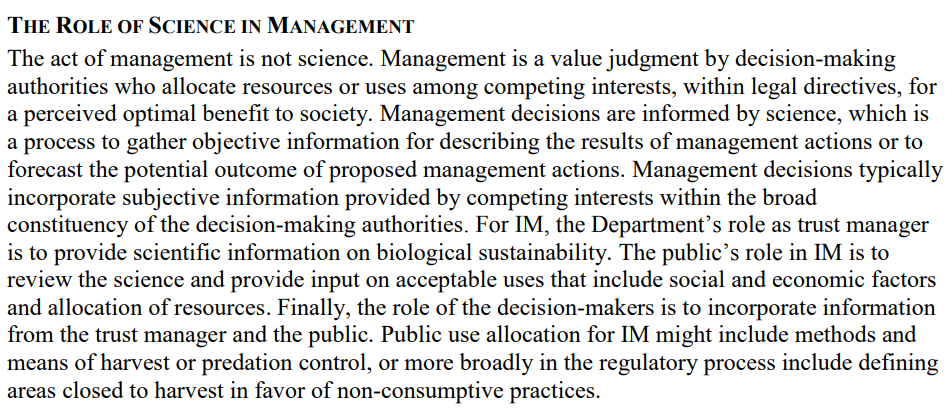 THE ROLE OF SCIENCE IN MANAGEMENT
The act of management is not science. Management is a value judgment by decision-making
authorities who allocate resources or uses among competing interests, within legal directives, for
a perceived optimal benefit to society. Management decisions are informed by science, which is
a process to gather objective information for describing the results of management actions or to
forecast the potential outcome of proposed management actions. Management decisions typically
incorporate subjective information provided by competing interests within the broad
constituency of the decision-making authorities. For IM, the Department’s role as trust manager
is to provide scientific information on biological sustainability. The public’s role in IM is to
review the science and provide input on acceptable uses that include social and economic factors
and allocation of resources. Finally, the role of the decision-makers is to incorporate information
from the trust manager and the public. Public use allocation for IM might include methods and
means of harvest or predation control, or more broadly in the regulatory process include defining
areas closed to harvest in favor of non-consumptive practices.